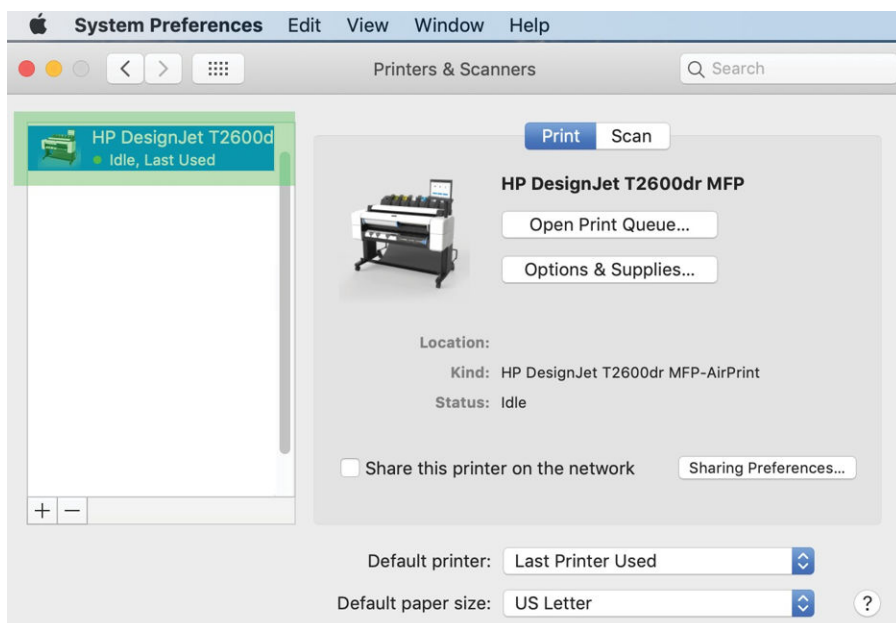 System Preferences Edit View Window Help
Printers & Scanners
Search
HP DesignJet T2600d
Idle, Last Used
Print Scan
HP DesignJet T2600dr MFP
Open Print Queue...
Options & Supplies...
Location:
Kind: HP DesignJet T2600dr MFP-AirPrint
Status: Idle
Share this printer on the network Sharing Preferences...
+ −
Default printer: Last Printer Used
Default paper size: US Letter
?